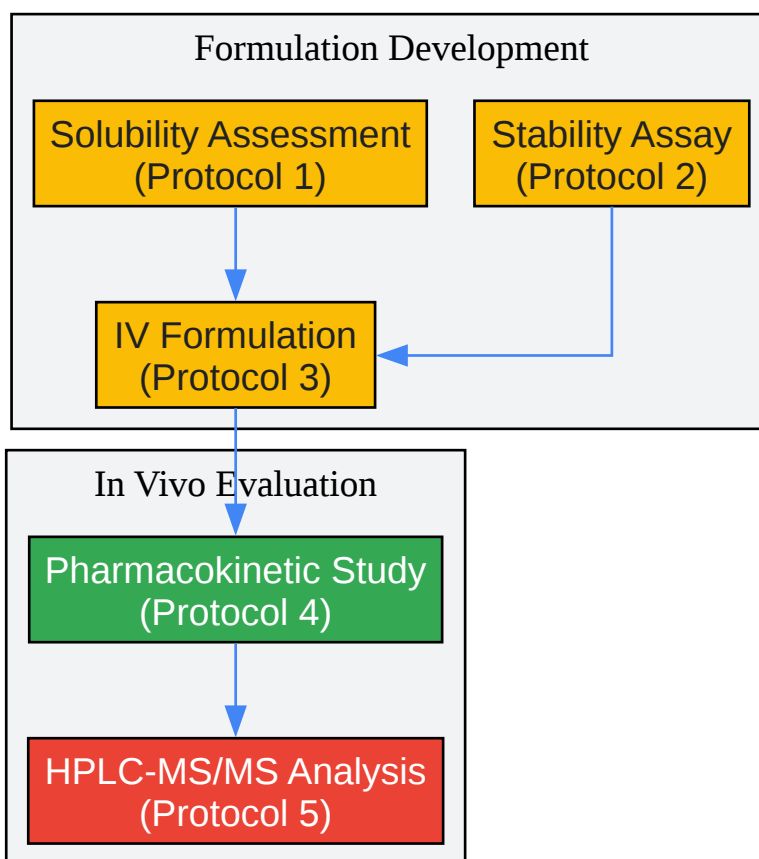 Formulation Development
Solubility Assessment
(Protocol 1)
Stability Assay
(Protocol 2)
IV Formulation
(Protocol 3)
In Vivo Evaluation
Pharmacokinetic Study
(Protocol 4)
HPLC-MS/MS Analysis
(Protocol 5)